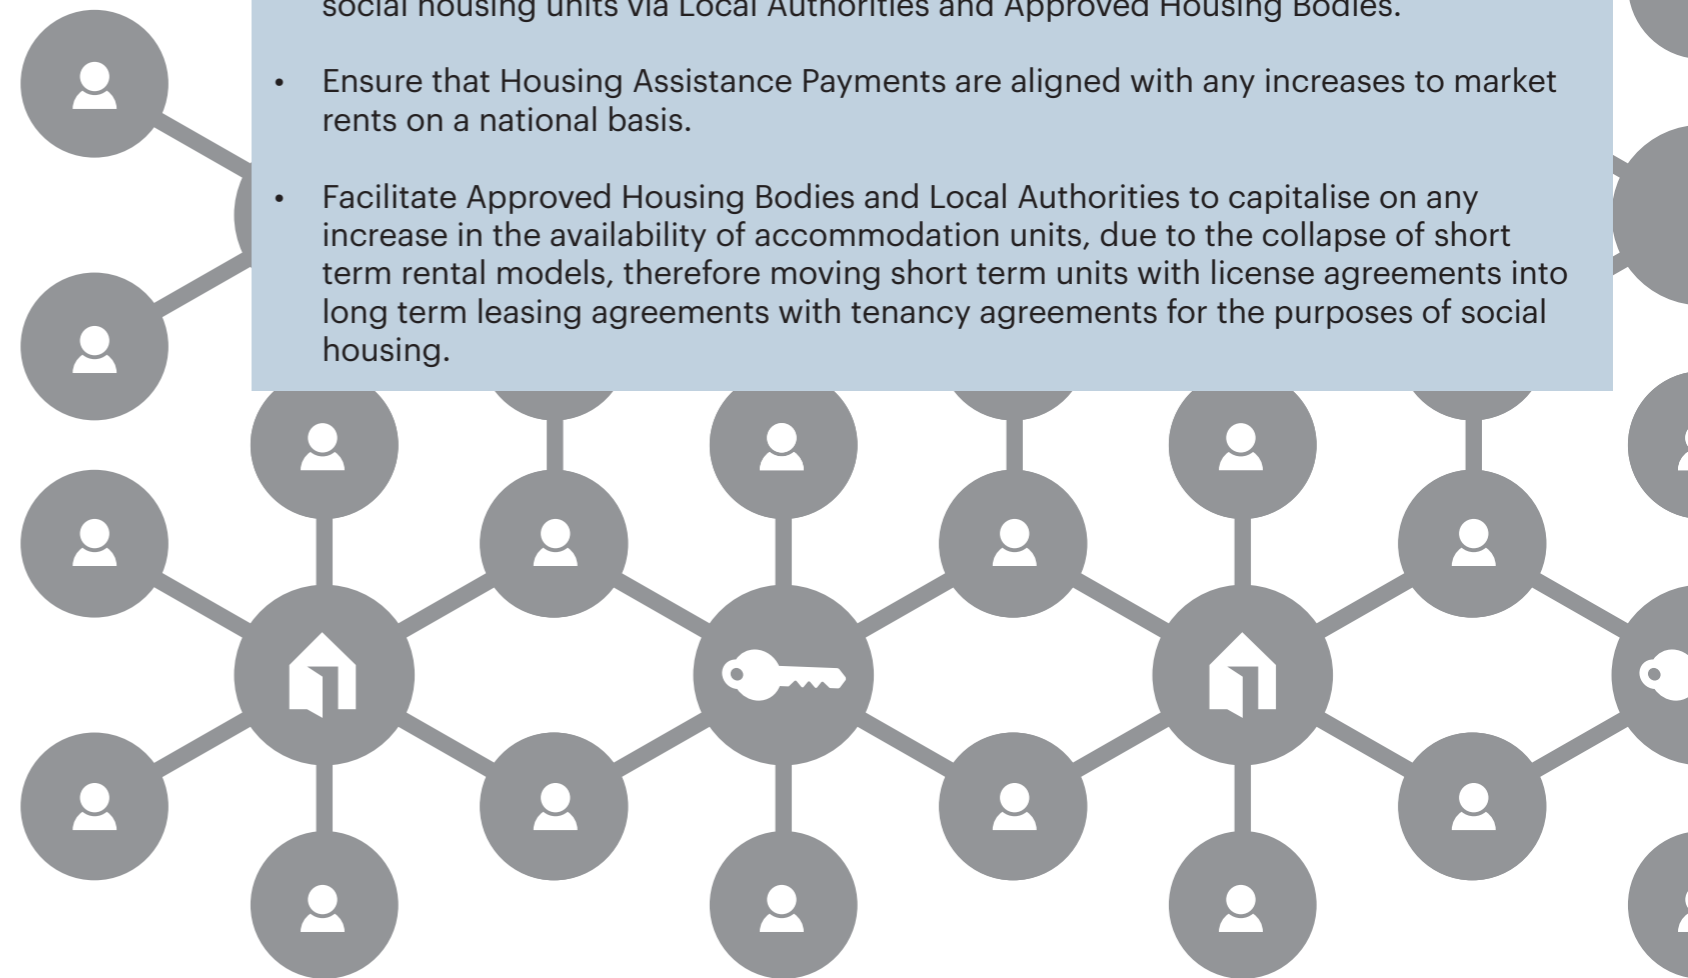 social housing units via Local Authorities and Approved Housing Bodies.
• Ensure that Housing Assistance Payments are aligned with any increases to market
rents on a national basis.
• Facilitate Approved Housing Bodies and Local Authorities to capitalise on any
increase in the availability of accommodation units, due to the collapse of short
term rental models, therefore moving short term units with license agreements into
long term leasing agreements with tenancy agreements for the purposes of social
housing.